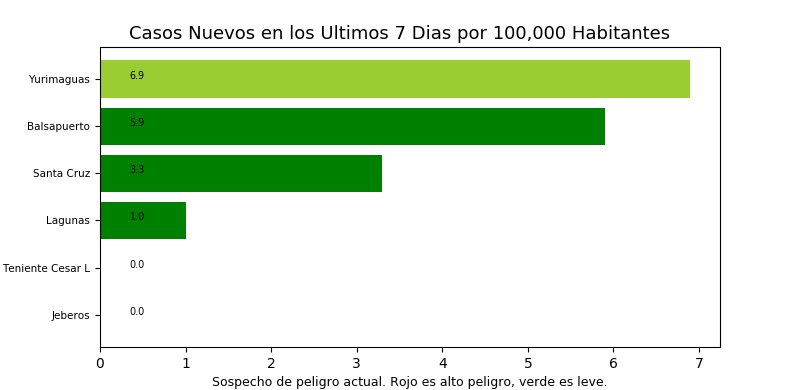 Casos Nuevos en los Ultimos 7 Dias por 100,000 Habitantes
Yurimaguas 6.9
Balsapuerto 5.9
Santa Cruz 3.3
Lagunas 1.0
Teniente Cesar L 0.0
Jeberos 0.0
0 1 2 3 4 5 6 7
Sospecho de peligro actual. Rojo es alto peligro, verde es leve.